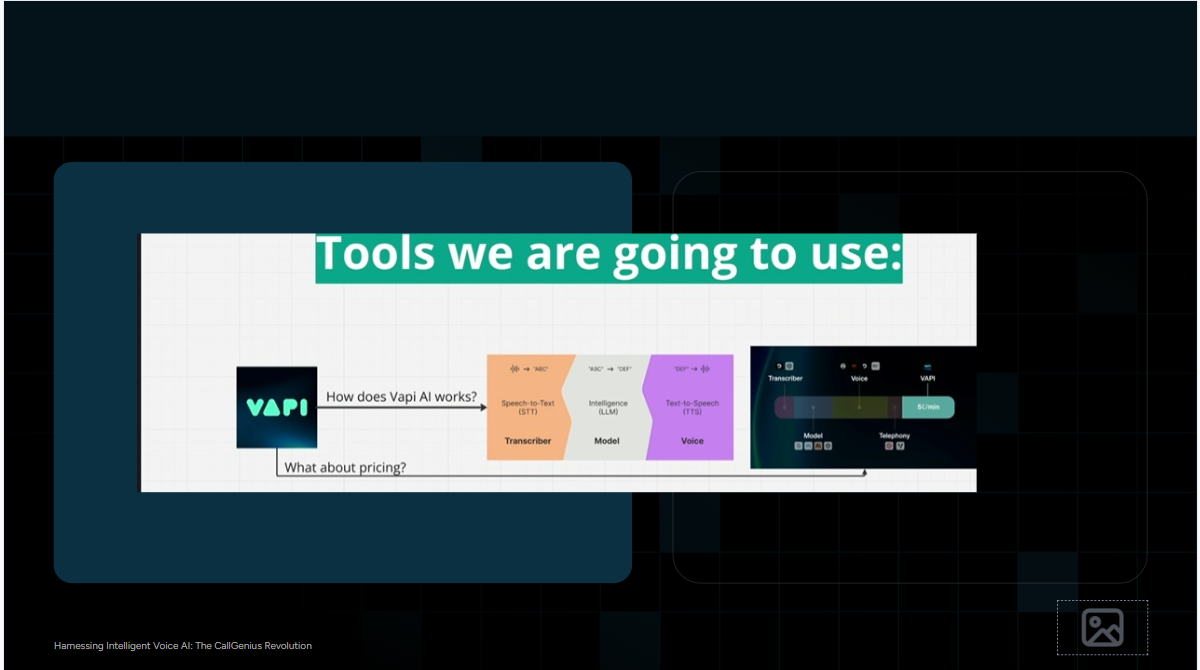 Tools we are going to use:
VAPI
How does Vapi AI works?
What about pricing?
→ "ABC"
Speech-to-Text
(STT)
Transcriber
"ABC" → "DEF"
Intelligence
(LLM)
Model
"DEF" →
Text-to-Speech
(TTS)
Voice
Transcriber
Voice
VAPI
5¢/min
Model
Telephony
Harnessing Intelligent Voice AI: The CallGenius Revolution